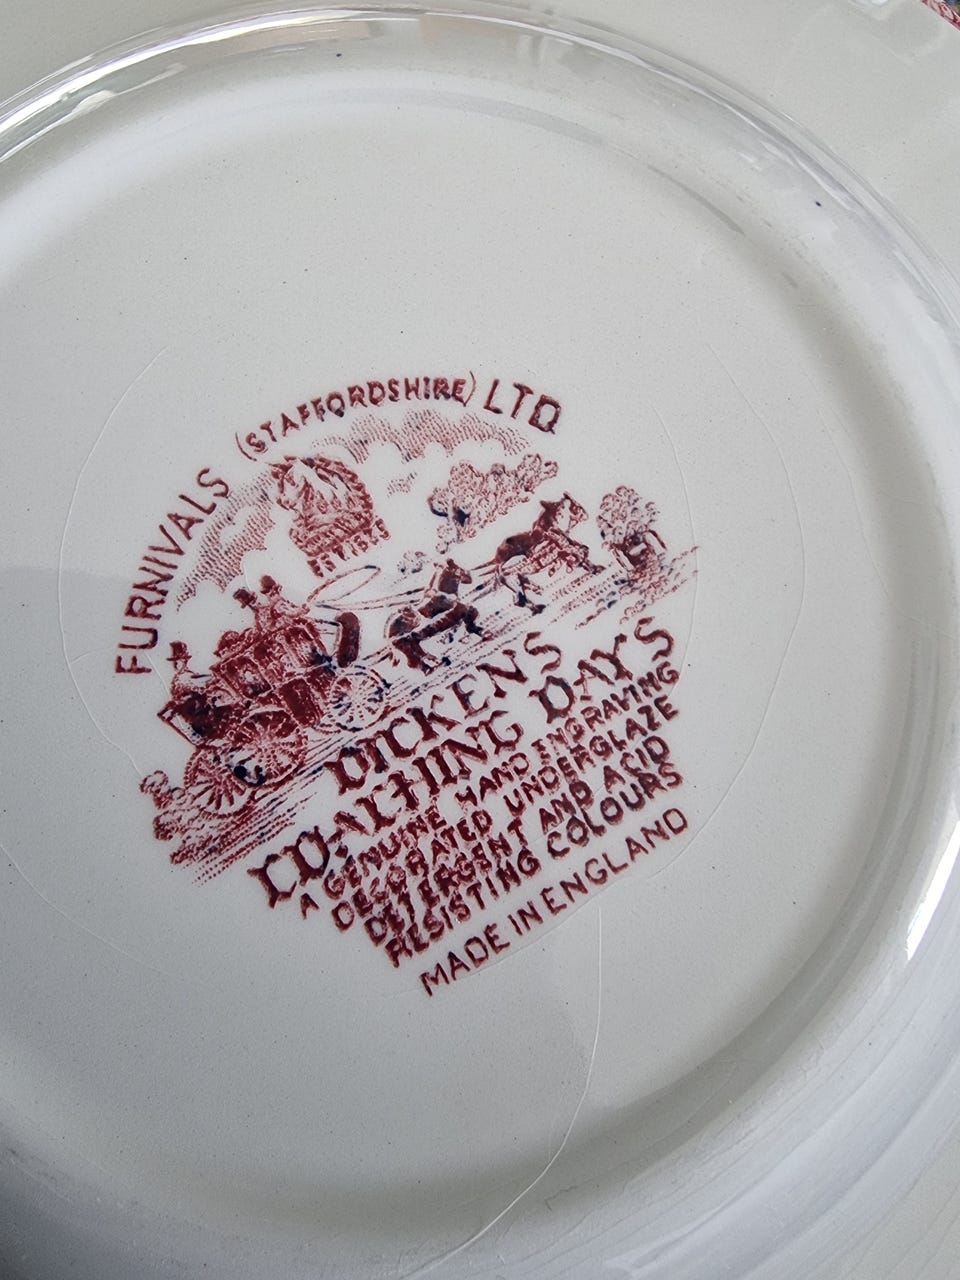 FURNIVALS (STAFFORDSHIRE) LTD
DICKENS
COACHING DAYS
A GENUINE HAND ENGRAVING
DECORATED UNDERGLAZE
DETERGENT AND ACID
RESISTING COLOURS
MADE IN ENGLAND